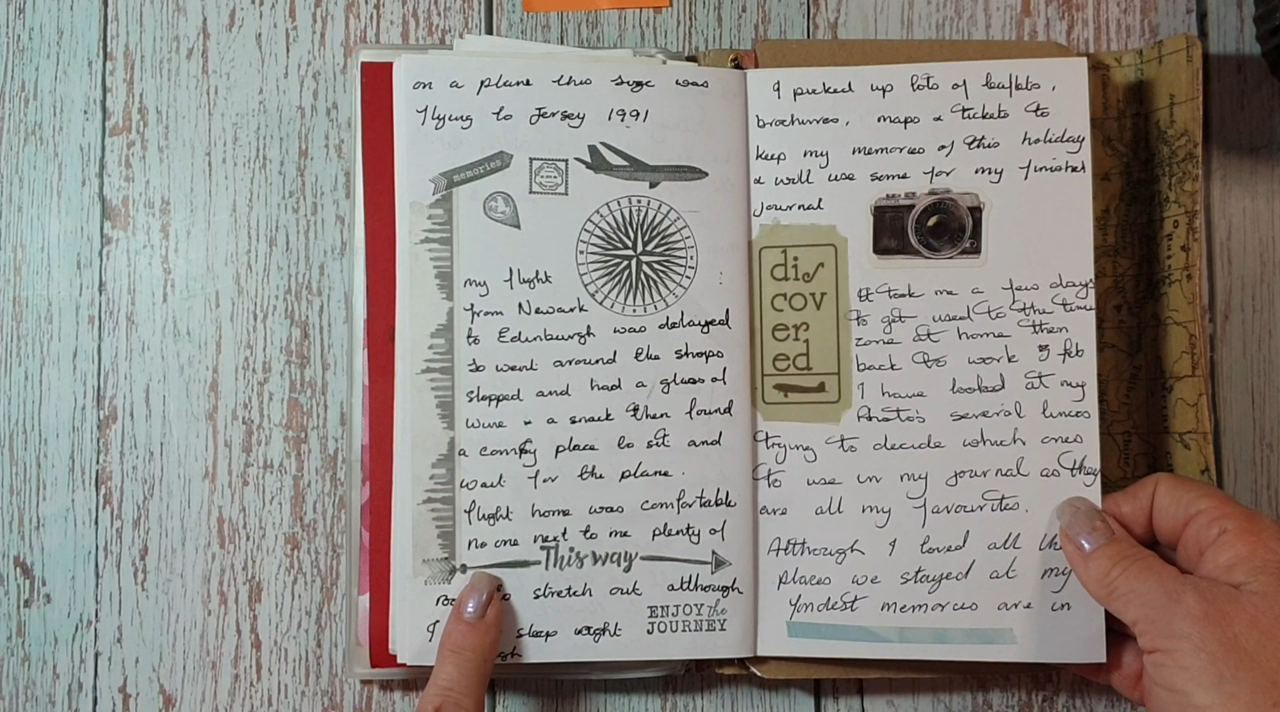 on a plane this size was
flying to Jersey 1991
memories
my flight
from Newark
to Edinburgh was delayed
So went around the shops
stopped and had a glass of
wine & a snack then found
a comfy place to sit and
wait for the plane.
flight home was comfortable
no one next to me plenty of
This way
stretch out although
I sleep
ENJOY the
JOURNEY
I picked up lots of leaflets,
brochures, maps & tickets to
keep my memories of this holiday
& will use some for my finished
journal
dis
cov
er
ed
It took me a few days
to get used to the time
zone at home then
back to work 5 feb
I have looked at my
Photo's several times
trying to decide which ones
to use in my journal as they
are all my favourites.
Although I loved all the
places we stayed at my
fondest memories are in